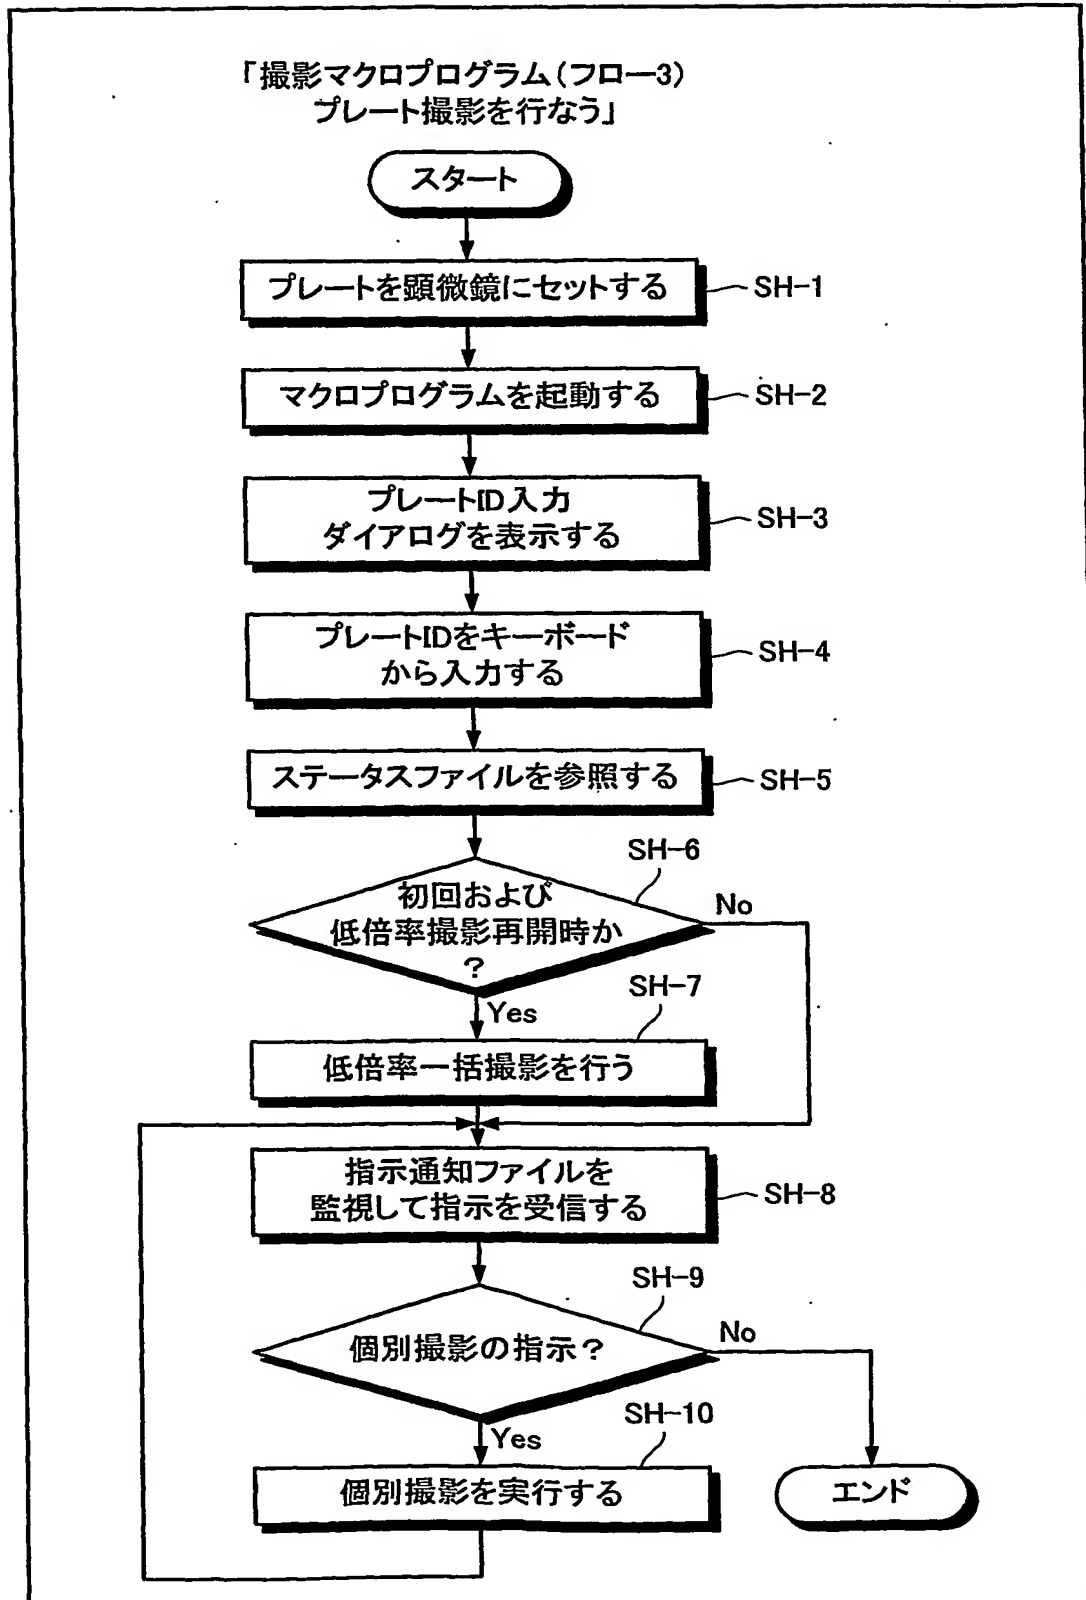 「撮影マクロプログラム(フロー3)
プレート撮影を行なう」
スタート
プレートを顕微鏡にセットする
SH-1
マクロプログラムを起動する
SH-2
プレートID入力
ダイアログを表示する
SH-3
プレートIDをキーボード
から入力する
SH-4
ステータスファイルを参照する
SH-5
SH-6
初回および
低倍率撮影再開時か
?
No
Yes
SH-7
低倍率一括撮影を行う
指示通知ファイルを
監視して指示を受信する
SH-8
SH-9
個別撮影の指示?
No
Yes
SH-10
個別撮影を実行する
エンド